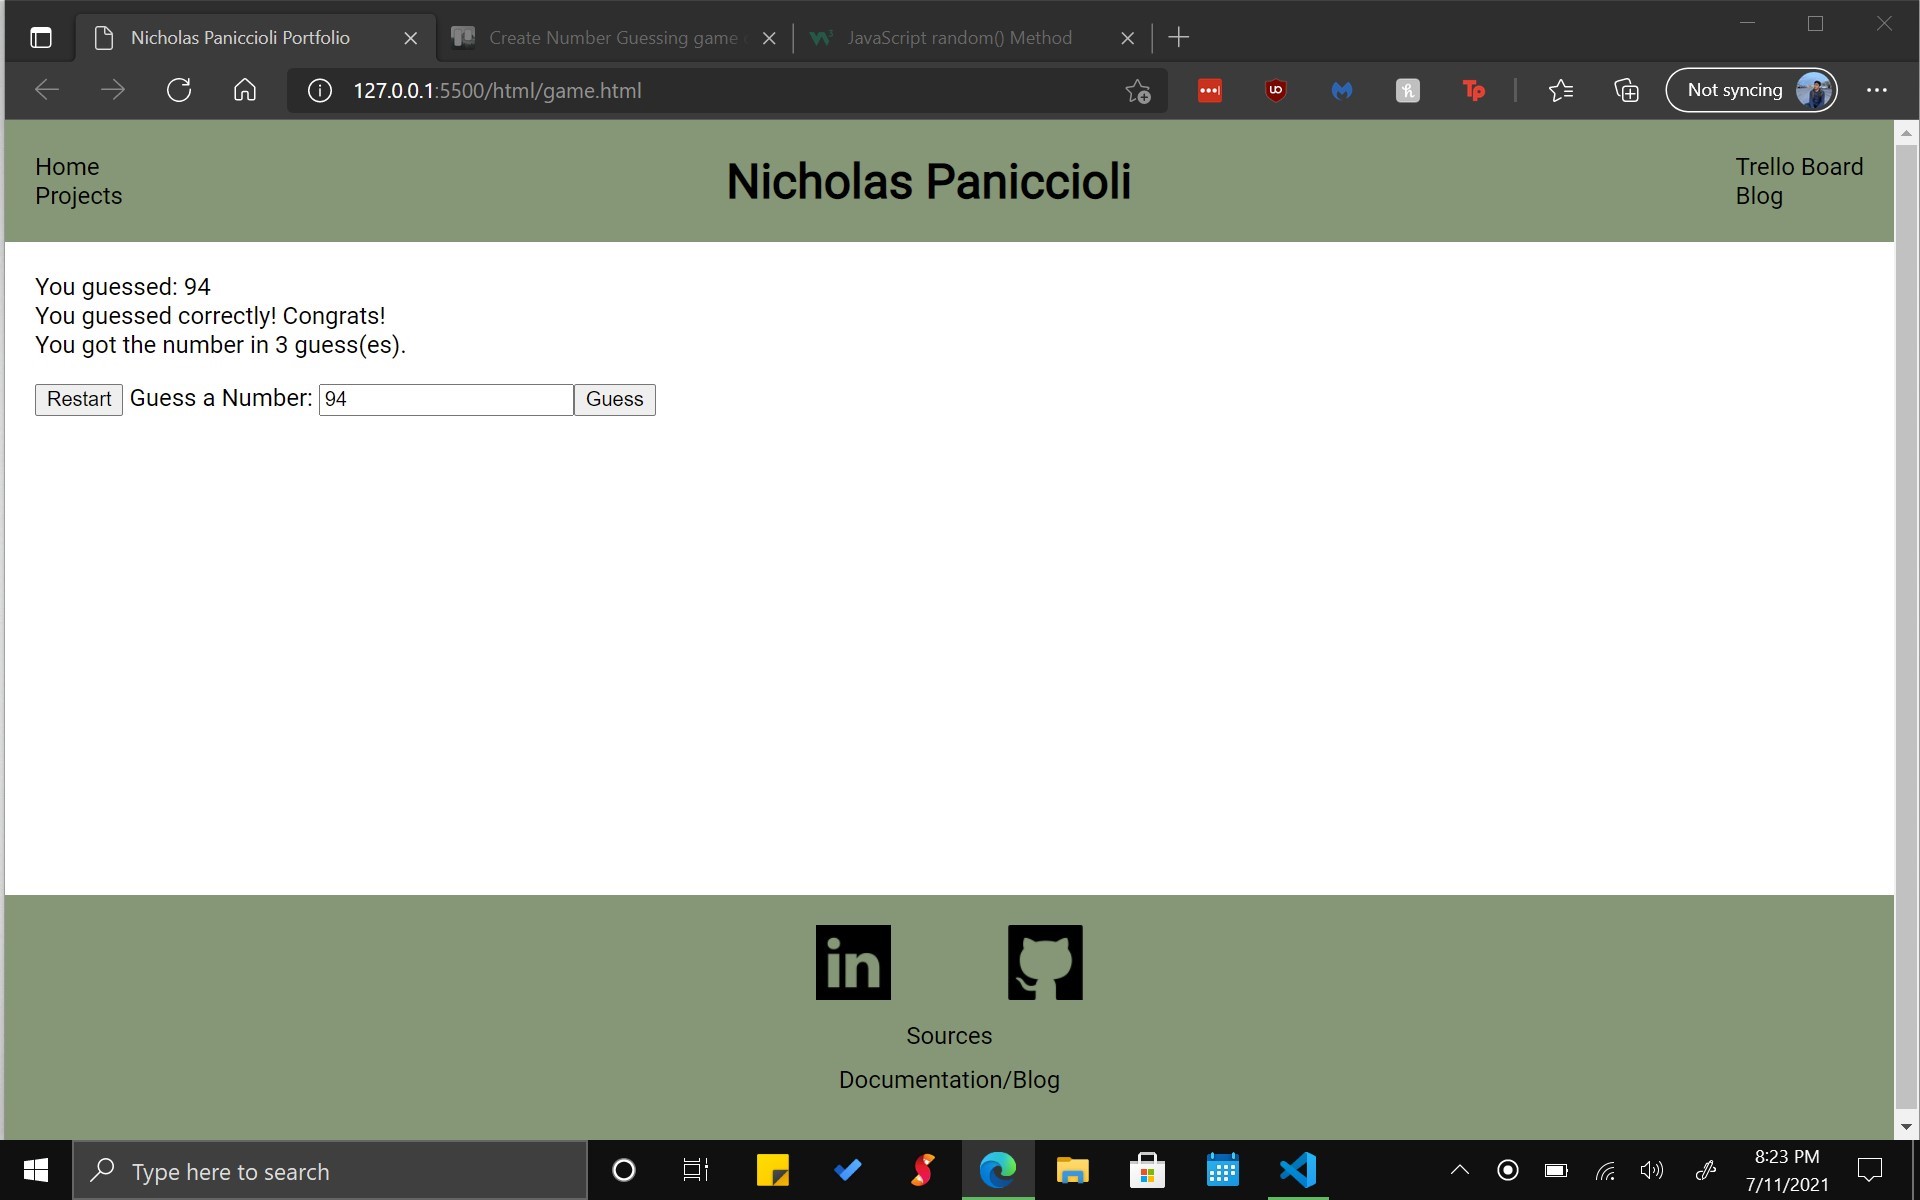 Nicholas Paniccioli Portfolio
Create Number Guessing game
JavaScript random() Method
127.0.0.1:5500/html/game.html
Tp
Not syncing
Home
Projects
Nicholas Paniccioli
Trello Board
Blog
You guessed: 94
You guessed correctly! Congrats!
You got the number in 3 guess(es).
Restart Guess a Number: 94 Guess
in
Sources
Documentation/Blog
Type here to search
8:23 PM
7/11/2021